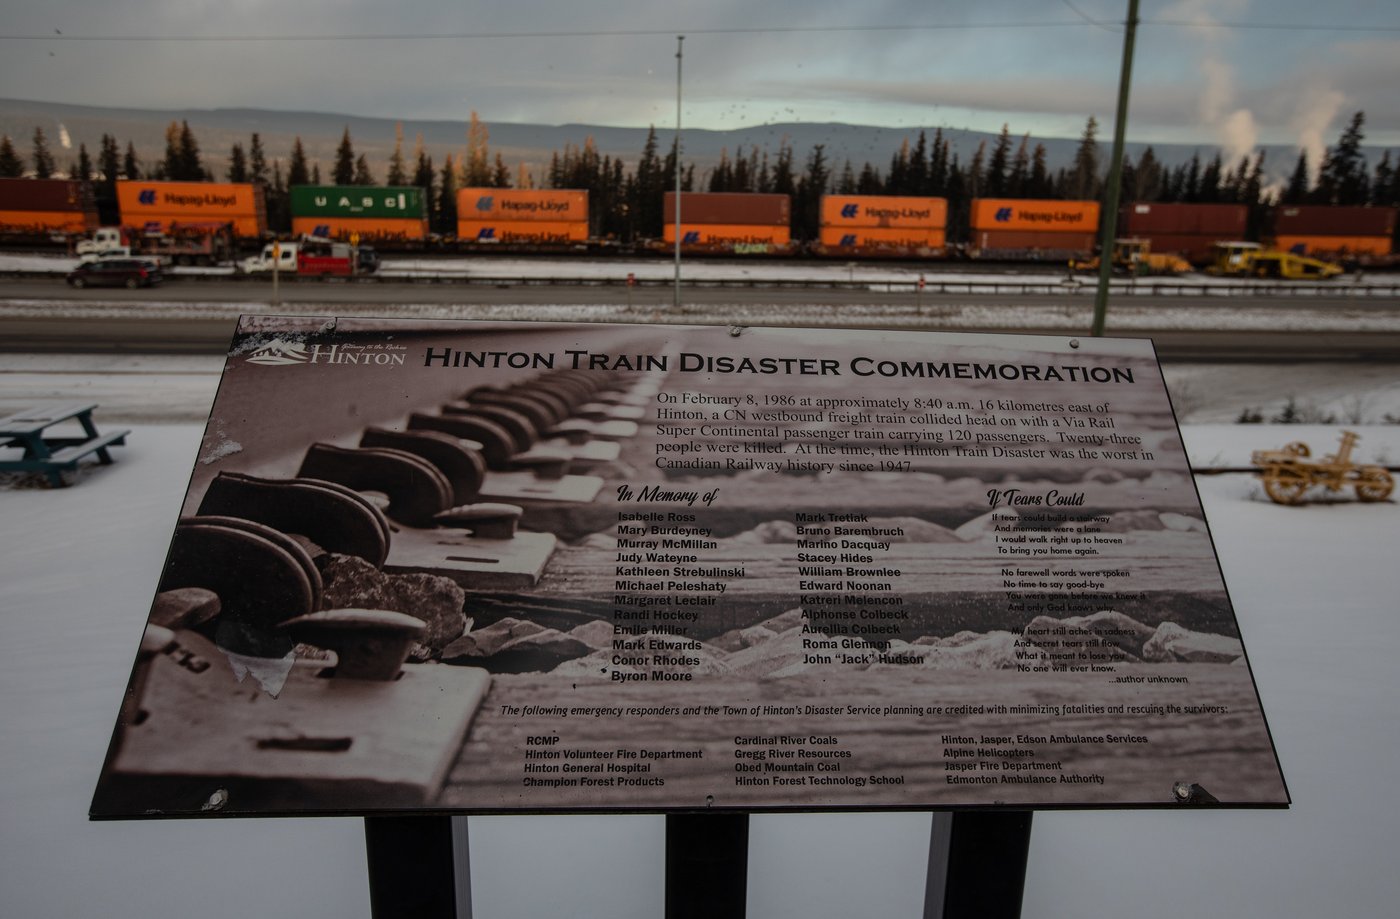 Hapag-Lloyd
UASC
Hapag-Lloyd
Hapag-Lloyd
Hapag-Lloyd
Hapag-Lloyd
Hapag-Lloyd
Gateway to the Rockies
HINTON
HINTON TRAIN DISASTER COMMEMORATION
On February 8, 1986 at approximately 8:40 a.m. 16 kilometres east of
Hinton, a CN westbound freight train collided head on with a Via Rail
Super Continental passenger train carrying 120 passengers. Twenty-three
people were killed. At the time, the Hinton Train Disaster was the worst in
Canadian Railway history since 1947.
In Memory of
Isabelle Ross
Mary Burdeyney
Murray McMillan
Judy Wateyne
Kathleen Strebulinski
Michael Peleshaty
Margaret Leclair
Randi Hockey
Emile Miller
Mark Edwards
Conor Rhodes
Byron Moore
Mark Tretiak
Bruno Barembruch
Marino Dacquay
Stacey Hides
William Brownlee
Edward Noonan
Katreri Melencon
Alphonse Colbeck
Aurellia Colbeck
Roma Glemon
John "Jack" Hudson
If Tears Could
If tears could build a stairway
And memories were a lane
I would walk right up to heaven
To bring you home again.
No farewell words were spoken
No time to say good-bye
You were gone before we knew it
And only God knows why.
My heart still aches in sadness
And secret tears still flow
What it meant to lose you
No one will ever know.
...author unknown
The following emergency responders and the Town of Hinton's Disaster Service planning are credited with minimizing fatalities and rescuing the survivors:
RCMP
Hinton Volunteer Fire Department
Hinton General Hospital
Champion Forest Products
Cardinal River Coals
Gregg River Resources
Obed Mountain Coal
Hinton Forest Technology School
Hinton, Jasper, Edson Ambulance Services
Alpine Helicopters
Jasper Fire Department
Edmonton Ambulance Authority